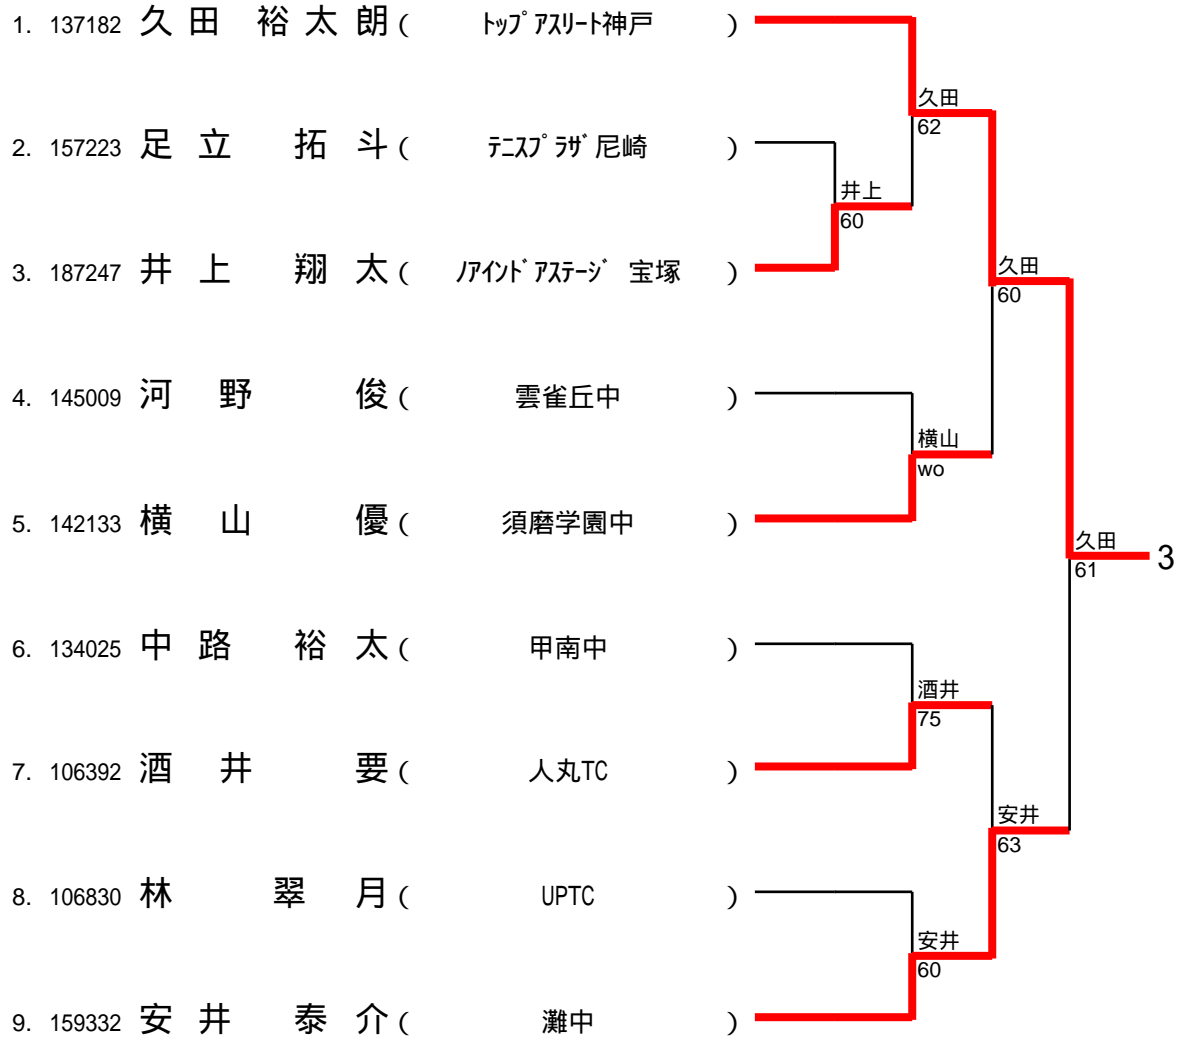 1. 137182 久田 裕太朗 ( トップアスリート神戸 )
久田
62
2. 157223 足立 拓斗 ( テニスプラザ尼崎 )
井上
60
3. 187247 井上 翔太 ( ノアインドアステージ 宝塚 )
久田
60
4. 145009 河野 俊 ( 雲雀丘中 )
横山
wo
5. 142133 横山 優 ( 須磨学園中 )
久田
61
3
6. 134025 中路 裕太 ( 甲南中 )
酒井
75
7. 106392 酒井 要 ( 人丸TC )
安井
63
8. 106830 林 翠月 ( UPTC )
安井
60
9. 159332 安井 泰介 ( 灘中 )